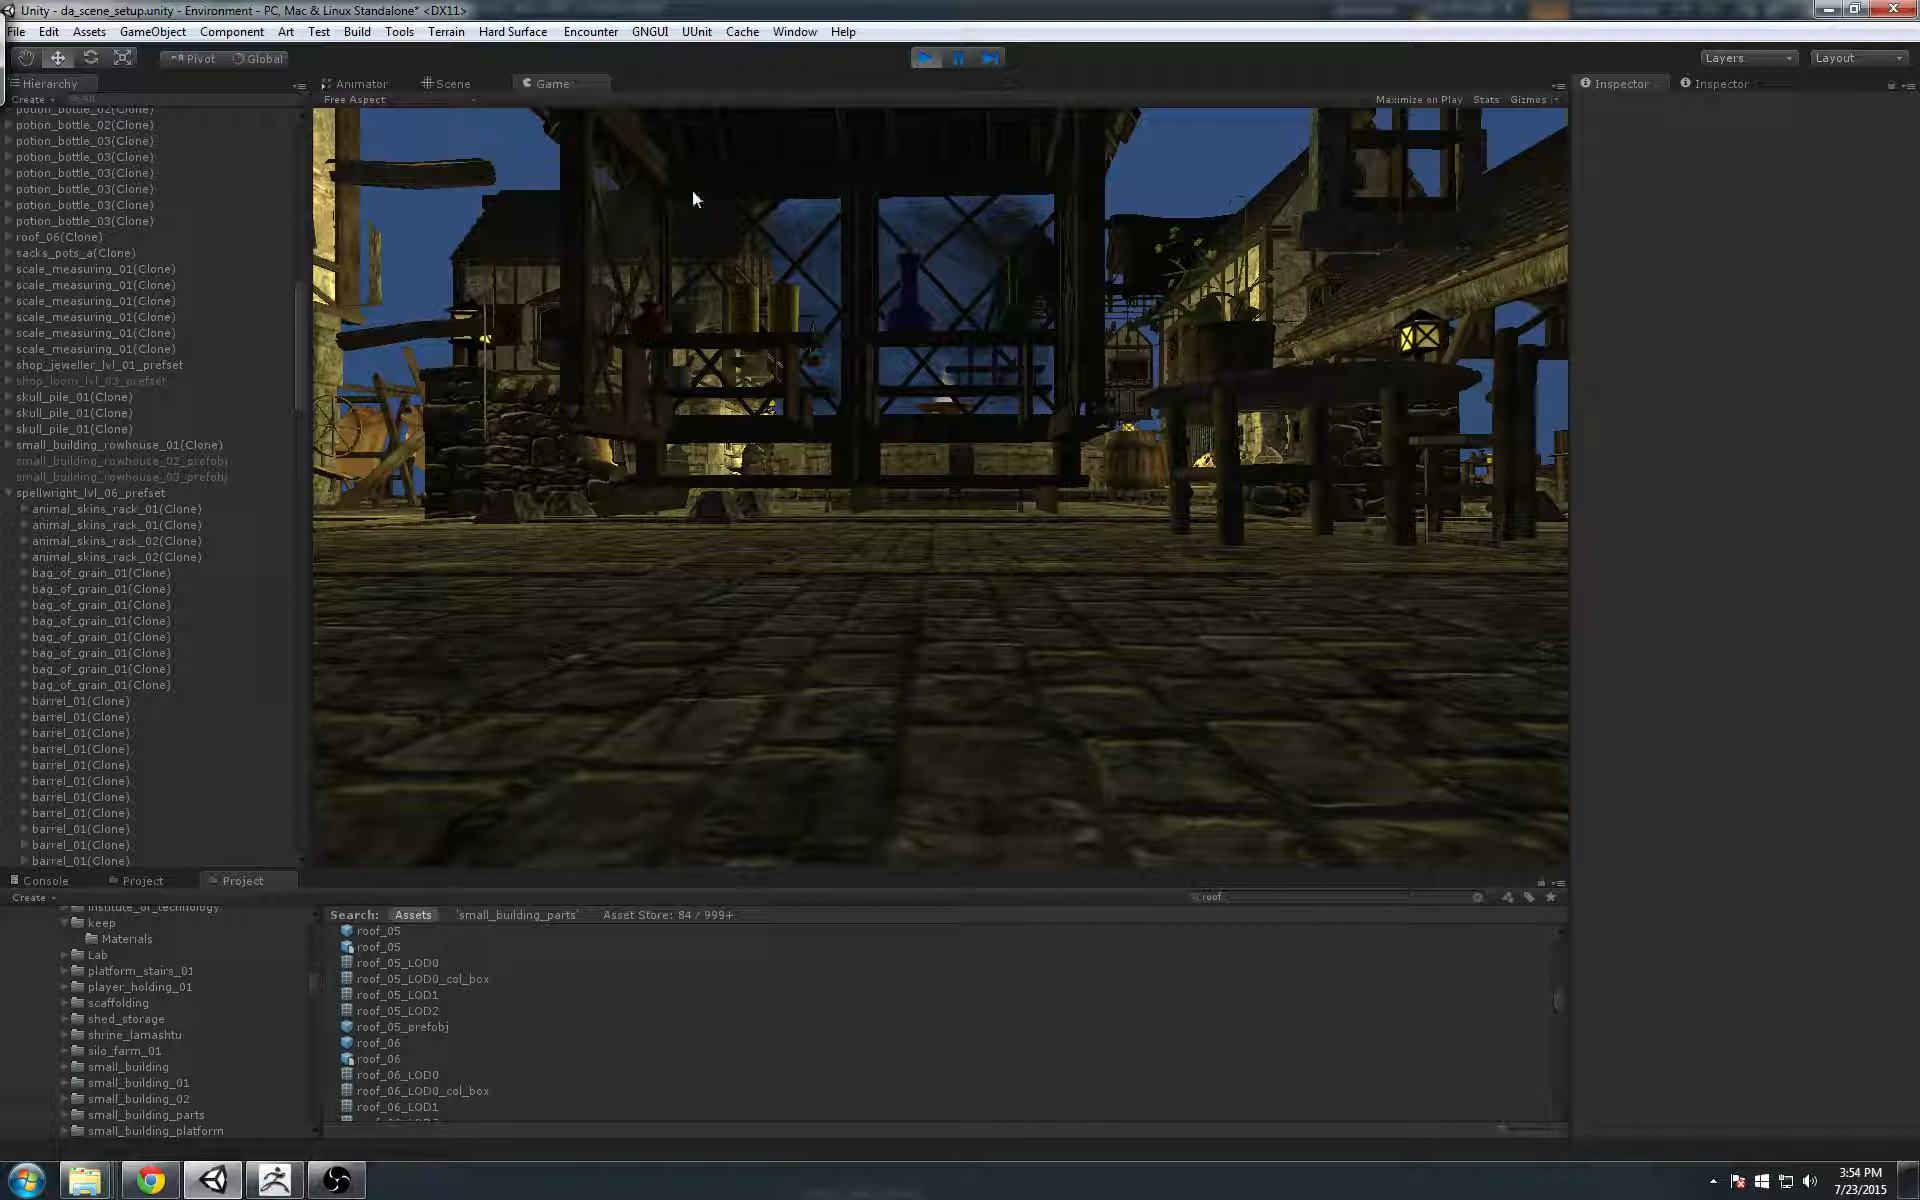 Unity - da_scene_setup.unity - Environment - PC, Mac & Linux Standalone* <DX11>
File Edit Assets GameObject Component Art Test Build Tools Terrain Hard Surface Encounter GNGUI UUnit Cache Window Help
Pivot Global Layers Layout
Hierarchy Animator Scene Game Inspector Inspector
Create All Free Aspect Maximize on Play Stats Gizmos
potion_bottle_02(Clone)
potion_bottle_02(Clone)
potion_bottle_03(Clone)
potion_bottle_03(Clone)
potion_bottle_03(Clone)
potion_bottle_03(Clone)
potion_bottle_03(Clone)
potion_bottle_03(Clone)
roof_06(Clone)
sacks_pots_a(Clone)
scale_measuring_01(Clone)
scale_measuring_01(Clone)
scale_measuring_01(Clone)
scale_measuring_01(Clone)
scale_measuring_01(Clone)
scale_measuring_01(Clone)
shop_jeweller_lvl_01_prefset
shop_loom_lvl_03_prefset
skull_pile_01(Clone)
skull_pile_01(Clone)
skull_pile_01(Clone)
small_building_rowhouse_01(Clone)
small_building_rowhouse_02_prefobj
small_building_rowhouse_03_prefobj
spellwright_lvl_06_prefset
animal_skins_rack_01(Clone)
animal_skins_rack_01(Clone)
animal_skins_rack_02(Clone)
animal_skins_rack_02(Clone)
bag_of_grain_01(Clone)
bag_of_grain_01(Clone)
bag_of_grain_01(Clone)
bag_of_grain_01(Clone)
bag_of_grain_01(Clone)
bag_of_grain_01(Clone)
bag_of_grain_01(Clone)
bag_of_grain_01(Clone)
barrel_01(Clone)
barrel_01(Clone)
barrel_01(Clone)
barrel_01(Clone)
barrel_01(Clone)
barrel_01(Clone)
barrel_01(Clone)
barrel_01(Clone)
barrel_01(Clone)
barrel_01(Clone)
barrel_01(Clone)
Console Project Project
Create roof
institute_of_technology
keep
Materials
Lab
platform_stairs_01
player_holding_01
scaffolding
shed_storage
shrine_lamashtu
silo_farm_01
small_building
small_building_01
small_building_02
small_building_parts
small_building_platform
Search: Assets 'small_building_parts' Asset Store: 84 / 999+
roof_05
roof_05
roof_05_LOD0
roof_05_LOD0_col_box
roof_05_LOD1
roof_05_LOD2
roof_05_prefobj
roof_06
roof_06
roof_06_LOD0
roof_06_LOD0_col_box
roof_06_LOD1
3:54 PM
7/23/2015